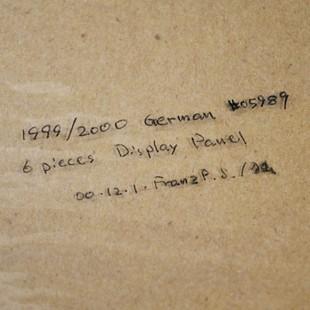 1999/2000 German #05989
6 pieces Display Panel
00.12.1. Franz P. S. /